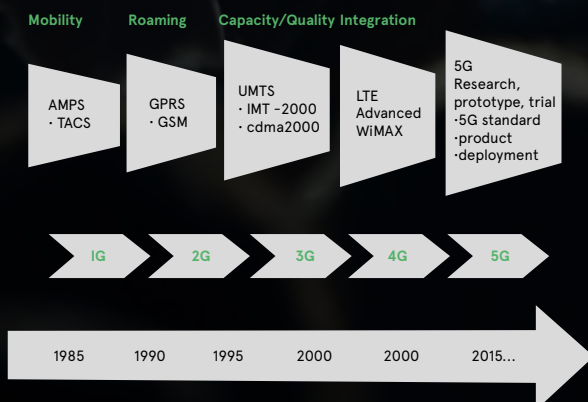 Mobility
Roaming
Capacity/Quality Integration
AMPS
· TACS
GPRS
· GSM
UMTS
· IMT -2000
· cdma2000
LTE
Advanced
WiMAX
5G
Research,
prototype, trial
·5G standard
·product
·deployment
1G
2G
3G
4G
5G
1985
1990
1995
2000
2000
2015...